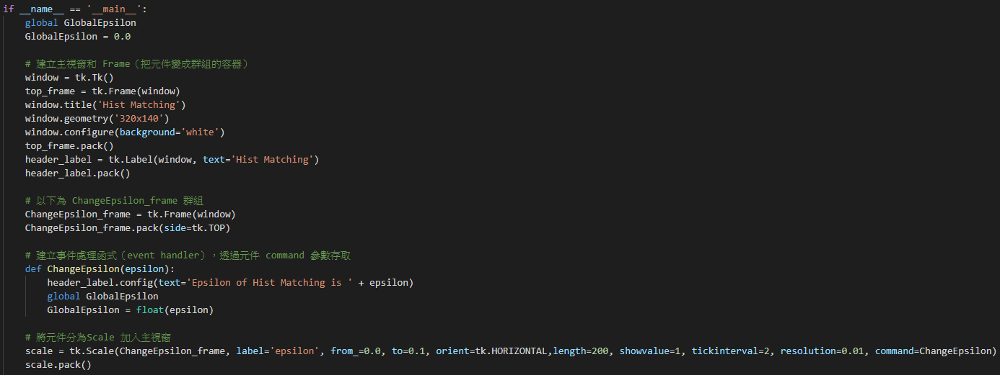 if __name__ == '__main__':
    global GlobalEpsilon
    GlobalEpsilon = 0.0

    # 建立主視窗和 Frame（把元件變成群組的容器）
    window = tk.Tk()
    top_frame = tk.Frame(window)
    window.title('Hist Matching')
    window.geometry('320x140')
    window.configure(background='white')
    top_frame.pack()
    header_label = tk.Label(window, text='Hist Matching')
    header_label.pack()

    # 以下為 ChangeEpsilon_frame 群組
    ChangeEpsilon_frame = tk.Frame(window)
    ChangeEpsilon_frame.pack(side=tk.TOP)

    # 建立事件處理函式（event handler），透過元件 command 參數存取
    def ChangeEpsilon(epsilon):
        header_label.config(text='Epsilon of Hist Matching is ' + epsilon)
        global GlobalEpsilon
        GlobalEpsilon = float(epsilon)

    # 將元件分為Scale 加入主視窗
    scale = tk.Scale(ChangeEpsilon_frame, label='epsilon', from_=0.0, to=0.1, orient=tk.HORIZONTAL,length=200, showvalue=1, tickinterval=2, resolution=0.01, command=ChangeEpsilon)
    scale.pack()